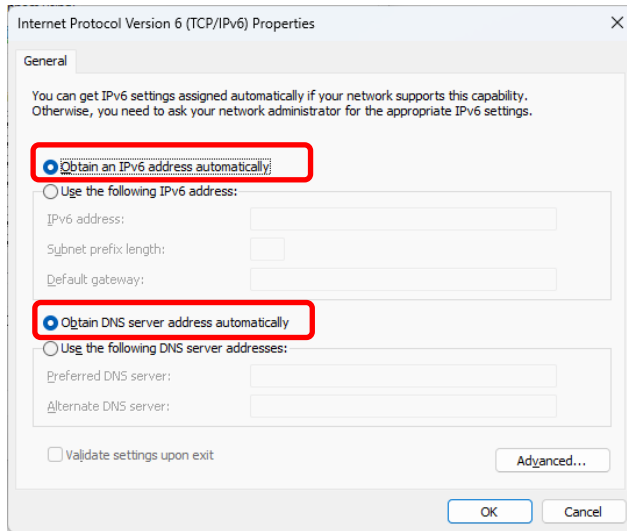 Internet Protocol Version 6 (TCP/IPv6) Properties
General
You can get IPv6 settings assigned automatically if your network supports this capability.
Otherwise, you need to ask your network administrator for the appropriate IPv6 settings.
Obtain an IPv6 address automatically
Use the following IPv6 address:
IPv6 address:
Subnet prefix length:
Default gateway:
Obtain DNS server address automatically
Use the following DNS server addresses:
Preferred DNS server:
Alternate DNS server:
Validate settings upon exit
Advanced...
OK Cancel